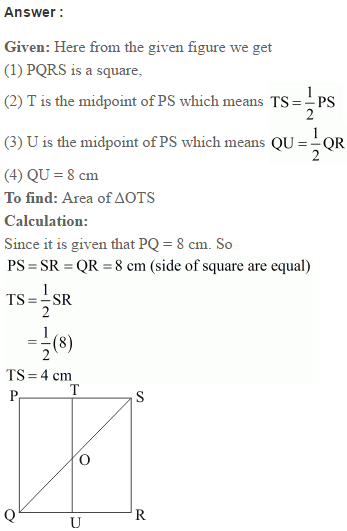 Answer :
Given: Here from the given figure we get
(1) PQRS is a square,
(2) T is the midpoint of PS which means TS = 1/2 PS
(3) U is the midpoint of PS which means QU = 1/2 QR
(4) QU = 8 cm
To find: Area of ΔOTS
Calculation:
Since it is given that PQ = 8 cm. So
PS = SR = QR = 8 cm (side of square are equal)
TS = 1/2 SR
= 1/2 (8)
TS = 4 cm
P T S
O
Q U R